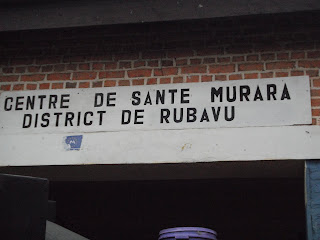 CENTRE DE SANTE MURARA
DISTRICT DE RUBAVU